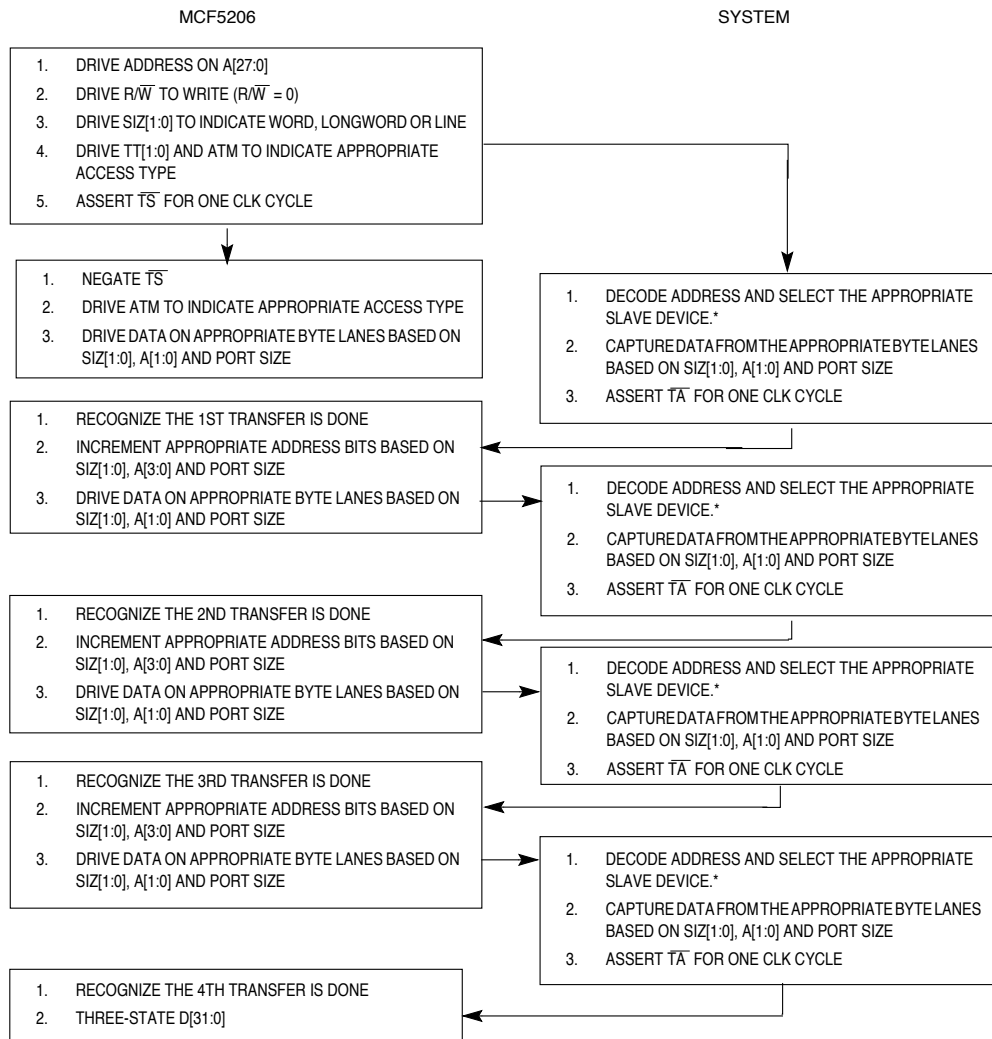 MCF5206
SYSTEM
1. DRIVE ADDRESS ON A[27:0]
2. DRIVE R/W̅ TO WRITE (R/W̅ = 0)
3. DRIVE SIZ[1:0] TO INDICATE WORD, LONGWORD OR LINE
4. DRIVE TT[1:0] AND ATM TO INDICATE APPROPRIATE
ACCESS TYPE
5. ASSERT T̅S̅ FOR ONE CLK CYCLE
1. NEGATE T̅S̅
2. DRIVE ATM TO INDICATE APPROPRIATE ACCESS TYPE
3. DRIVE DATA ON APPROPRIATE BYTE LANES BASED ON
SIZ[1:0], A[1:0] AND PORT SIZE
1. DECODE ADDRESS AND SELECT THE APPROPRIATE
SLAVE DEVICE.*
2. CAPTURE DATA FROM THE APPROPRIATE BYTE LANES
BASED ON SIZ[1:0], A[1:0] AND PORT SIZE
3. ASSERT T̅A̅ FOR ONE CLK CYCLE
1. RECOGNIZE THE 1ST TRANSFER IS DONE
2. INCREMENT APPROPRIATE ADDRESS BITS BASED ON
SIZ[1:0], A[3:0] AND PORT SIZE
3. DRIVE DATA ON APPROPRIATE BYTE LANES BASED ON
SIZ[1:0], A[1:0] AND PORT SIZE
1. DECODE ADDRESS AND SELECT THE APPROPRIATE
SLAVE DEVICE.*
2. CAPTURE DATA FROM THE APPROPRIATE BYTE LANES
BASED ON SIZ[1:0], A[1:0] AND PORT SIZE
3. ASSERT T̅A̅ FOR ONE CLK CYCLE
1. RECOGNIZE THE 2ND TRANSFER IS DONE
2. INCREMENT APPROPRIATE ADDRESS BITS BASED ON
SIZ[1:0], A[3:0] AND PORT SIZE
3. DRIVE DATA ON APPROPRIATE BYTE LANES BASED ON
SIZ[1:0], A[1:0] AND PORT SIZE
1. DECODE ADDRESS AND SELECT THE APPROPRIATE
SLAVE DEVICE.*
2. CAPTURE DATA FROM THE APPROPRIATE BYTE LANES
BASED ON SIZ[1:0], A[1:0] AND PORT SIZE
3. ASSERT T̅A̅ FOR ONE CLK CYCLE
1. RECOGNIZE THE 3RD TRANSFER IS DONE
2. INCREMENT APPROPRIATE ADDRESS BITS BASED ON
SIZ[1:0], A[3:0] AND PORT SIZE
3. DRIVE DATA ON APPROPRIATE BYTE LANES BASED ON
SIZ[1:0], A[1:0] AND PORT SIZE
1. DECODE ADDRESS AND SELECT THE APPROPRIATE
SLAVE DEVICE.*
2. CAPTURE DATA FROM THE APPROPRIATE BYTE LANES
BASED ON SIZ[1:0], A[1:0] AND PORT SIZE
3. ASSERT T̅A̅ FOR ONE CLK CYCLE
1. RECOGNIZE THE 4TH TRANSFER IS DONE
2. THREE-STATE D[31:0]